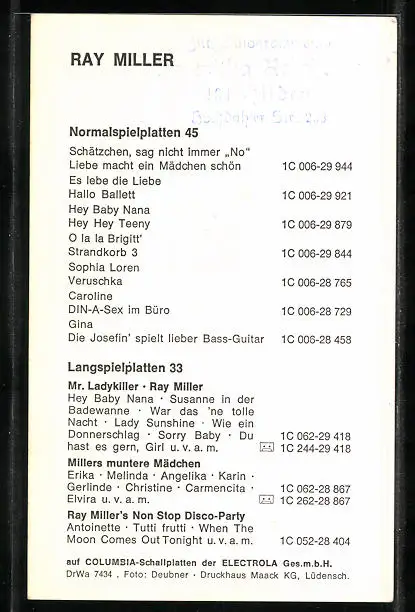 RAY MILLER
Normalspielplatten 45
Schätzchen, sag nicht immer „No“
Liebe macht ein Mädchen schön 1C 006-29 944
Es lebe die Liebe
Hallo Ballett 1C 006-29 921
Hey Baby Nana
Hey Hey Teeny 1C 006-29 879
O la la Brigitt'
Strandkorb 3 1C 006-29 844
Sophia Loren
Veruschka 1C 006-28 765
Caroline
DIN-A-Sex im Büro 1C 006-28 729
Gina
Die Josefin' spielt lieber Bass-Guitar 1C 006-28 458
Langspielplatten 33
Mr. Ladykiller · Ray Miller
Hey Baby Nana · Susanne in der
Badewanne · War das 'ne tolle
Nacht · Lady Sunshine · Wie ein
Donnerschlag · Sorry Baby · Du 1C 062-29 418
hast es gern, Girl u. v. a. m. 1C 244-29 418
Millers muntere Mädchen
Erika · Melinda · Angelika · Karin ·
Gerlinde · Christine · Carmencita · 1C 062-28 867
Elvira u. v. a. m. 1C 262-28 867
Ray Miller's Non Stop Disco-Party
Antoinette · Tutti frutti · When The
Moon Comes Out Tonight u. v. a. m. 1C 052-28 404
auf COLUMBIA-Schallplatten der ELECTROLA Ges.m.b.H.
DrWa 7434 , Foto: Deubner · Druckhaus Maack KG, Lüdensch.